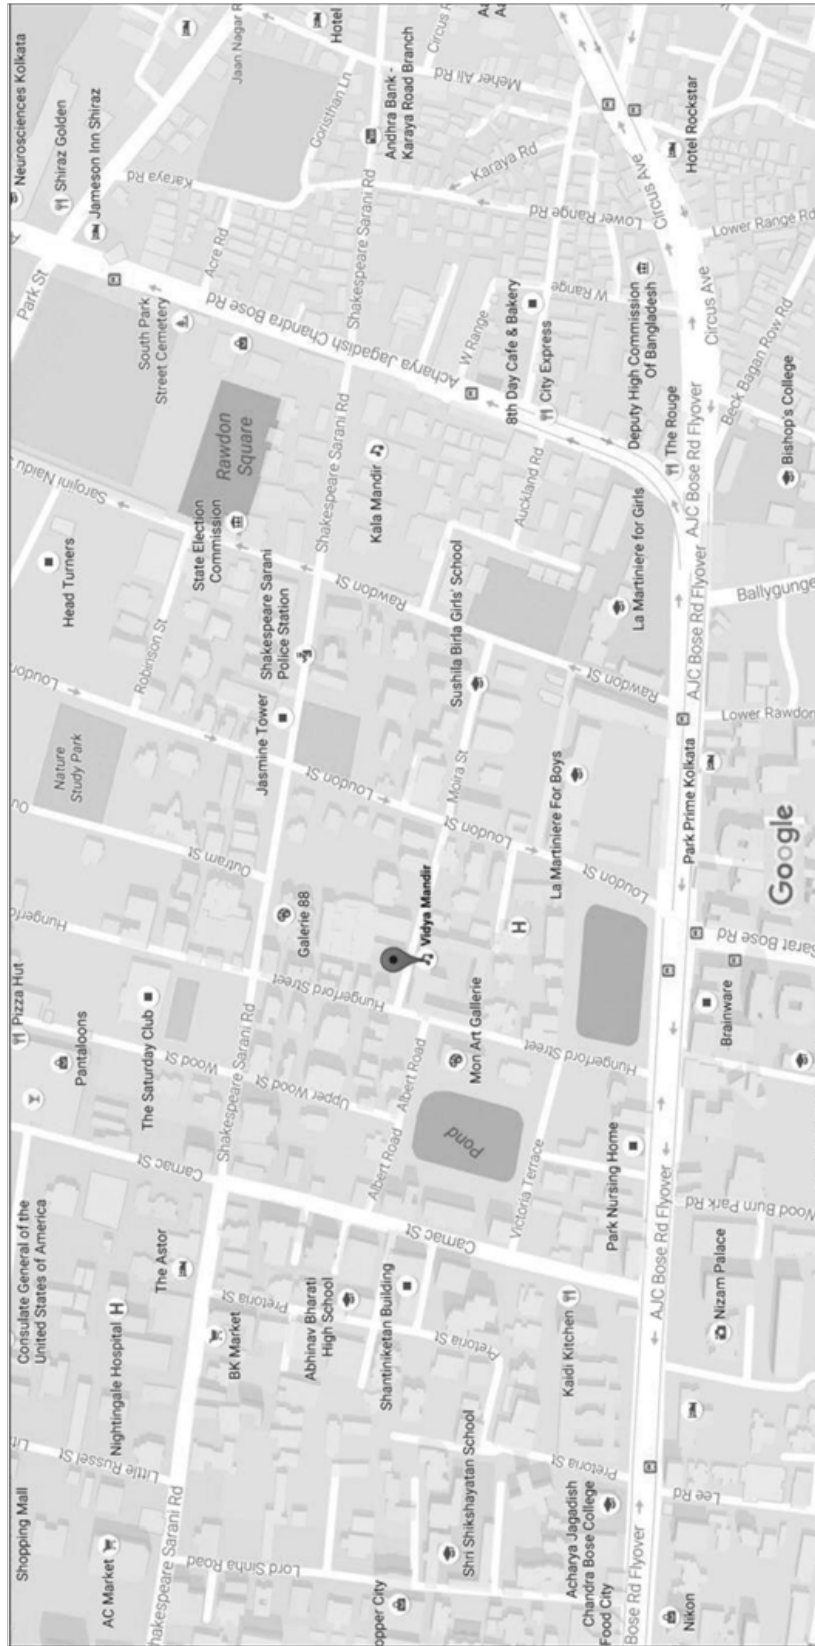 Shopping Mall
Consulate General of the
United States of America
Pizza Hut
Hungerfo
Ou
Loudon
Sarojini Naidu
Park St
Neurosciences Kolkata
Shiraz Golden
Jameson Inn Shiraz
Jaan Nagar R
Hotel
AC Market
Little Russel St
Nightingale Hospital
H
The Astor
Camac St
Pantaloons
The Saturday Club
Wood St
Nature
Study Park
Robinson St
Head Turners
State Election
Commission
Rawdon
Square
South Park
Street Cemetery
Acre Rd
Karaya Rd
Goristhan Ln
Shakespeare Sarani Rd
Lord Sinha Road
BK Market
Pretoria St
Shakespeare Sarani Rd
Upper Wood St
Hungerford Street
Outram St
Galerie 88
Jasmine Tower
Shakespeare Sarani
Police Station
Shakespeare Sarani Rd
Acharya Jagadish Chandra Bose Rd
Shakespeare Sarani Rd
Andhra Bank -
Karaya Road Branch
Circus R
Meher Ali Rd
Abhinav Bharati
High School
Shantiniketan Building
Albert Road
Albert Road
Vidya Mandir
Loudon St
Rawdon St
Kala Mandir
W Range
Karaya Rd
Lower Range Rd
opper City
Shri Shikshayatan School
Pretoria St
Camac St
Pond
Mon Art Gallerie
Moira St
Loudon St
Sushila Birla Girls' School
Auckland Rd
8th Day Cafe & Bakery
City Express
W Range
Acharya Jagadish
Chandra Bose College
Food City
Pretoria St
Kaidi Kitchen
Victoria Terrace
Hungerford Street
H
Loudon St
La Martiniere For Boys
Rawdon St
La Martiniere for Girls
Deputy High Commission
Of Bangladesh
The Rouge
Circus Ave
Hotel Rockstar
Park Nursing Home
Bose Rd Flyover
AJC Bose Rd Flyover
AJC Bose Rd Flyover
AJC Bose Rd Flyover
Circus Ave
Lower Range Rd
Nikon
Lee Rd
Nizam Palace
Wood Burn Park Rd
Brainware
Sarat Bose Rd
Park Prime Kolkata
Lower Rawdon
Ballygunge
Beck Bagan Row Rd
Bishop's College
Google